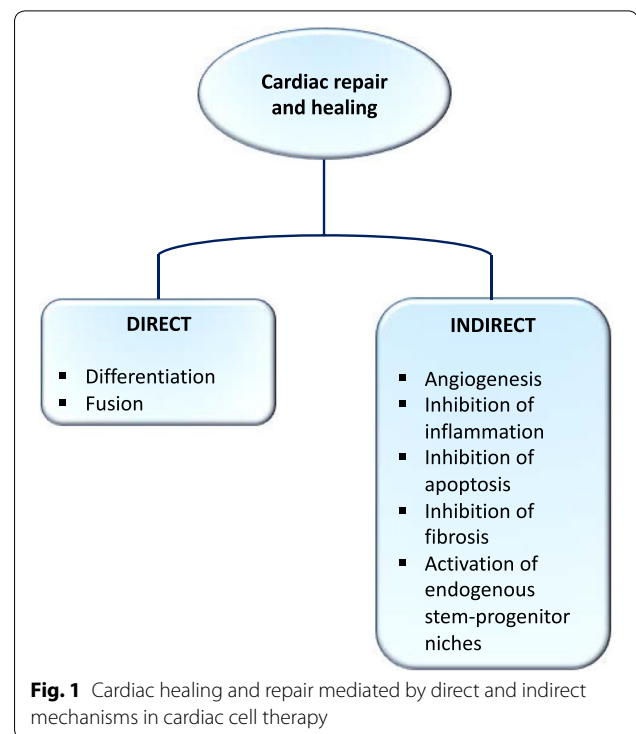 Cardiac repair
and healing
DIRECT
▪ Differentiation
▪ Fusion
INDIRECT
▪ Angiogenesis
▪ Inhibition of
inflammation
▪ Inhibition of
apoptosis
▪ Inhibition of
fibrosis
▪ Activation of
endogenous
stem-progenitor
niches
Fig. 1 Cardiac healing and repair mediated by direct and indirect
mechanisms in cardiac cell therapy